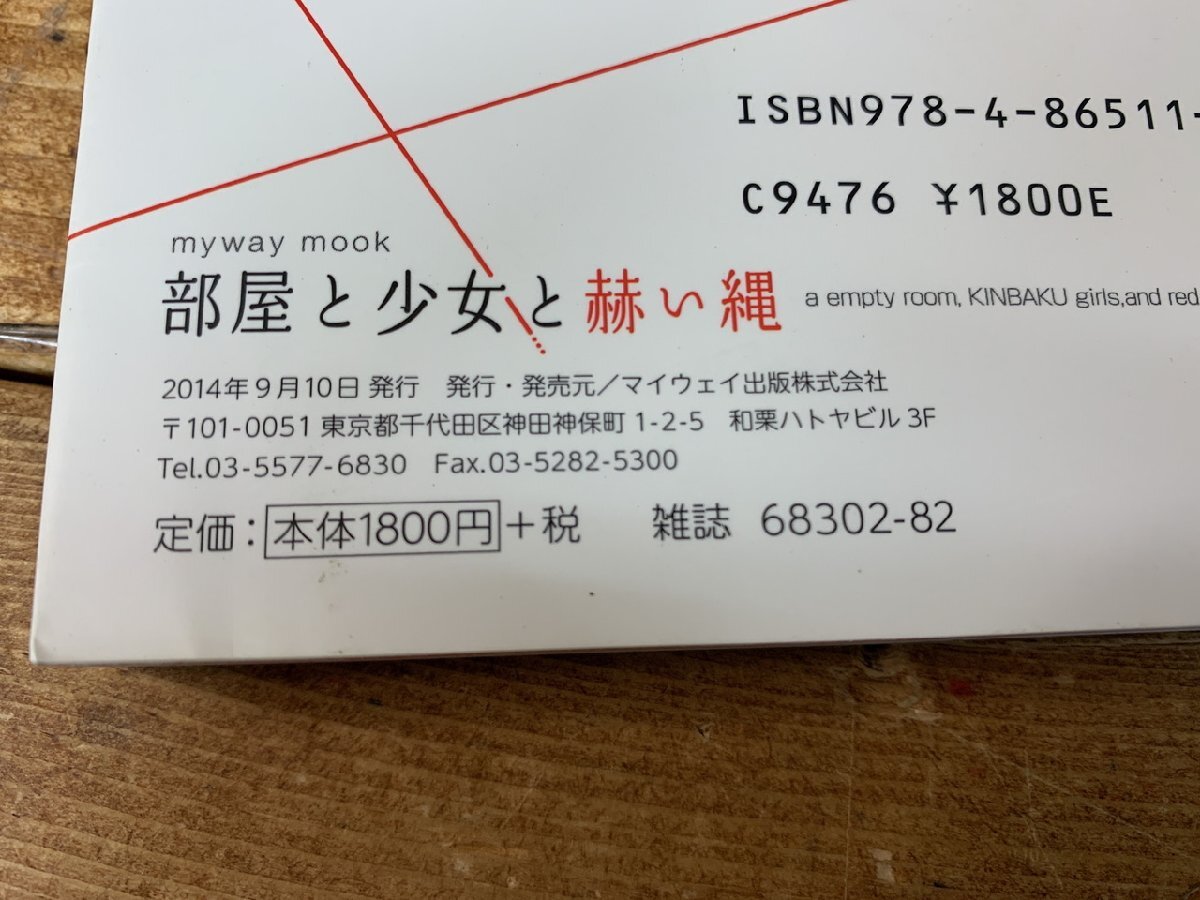 ISBN978-4-86511-
C9476 ¥1800E
myway mook
部屋と少女と赫い縄 a empty room, KINBAKU girls,and red
2014年9月10日 発行 発行・発売元／マイウェイ出版株式会社
〒101-0051 東京都千代田区神田神保町 1-2-5 和栗ハトヤビル 3F
Tel.03-5577-6830 Fax.03-5282-5300
定価：本体1800円＋税 雑誌 68302-82